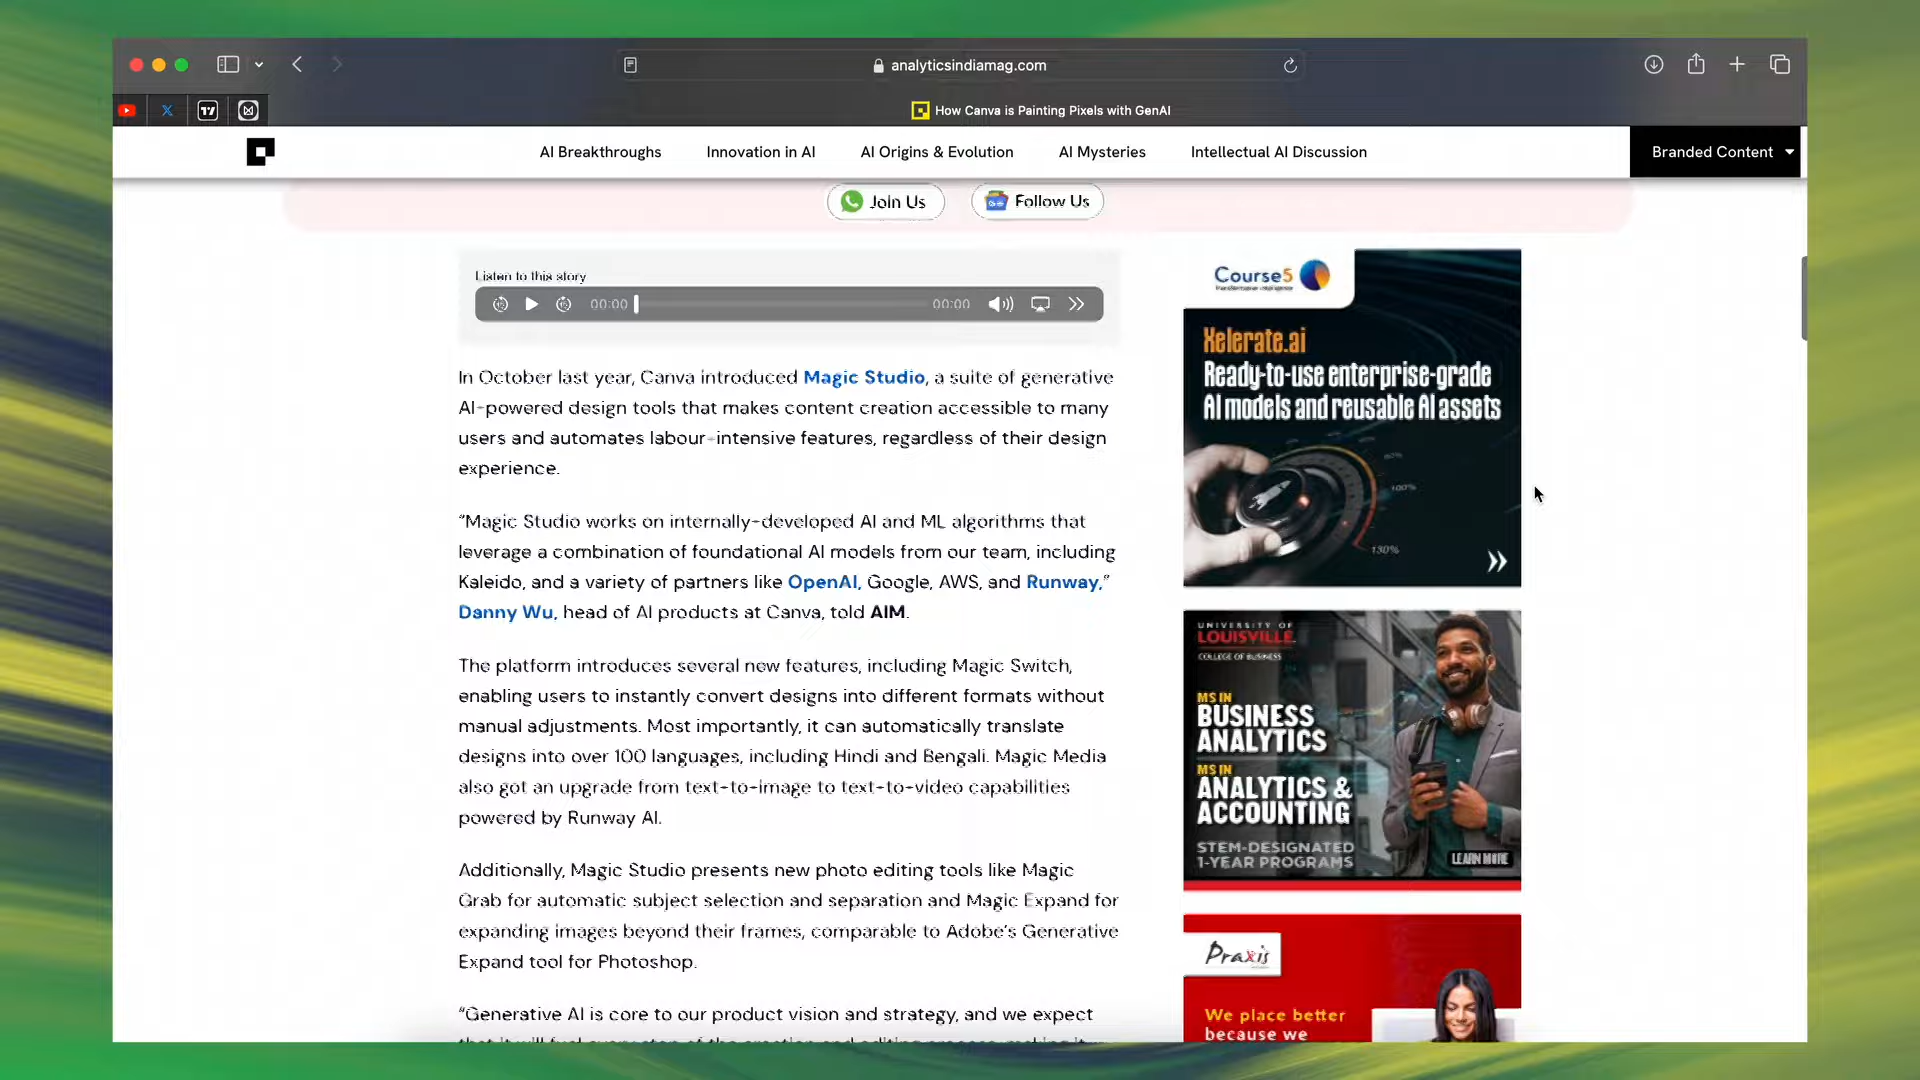 analyticsindiamag.com
How Canva is Painting Pixels with GenAI
AI Breakthroughs
Innovation in AI
AI Origins & Evolution
AI Mysteries
Intellectual AI Discussion
Branded Content
Join Us
Follow Us
Listen to this story
00:00
00:00
In October last year, Canva introduced Magic Studio, a suite of generative
AI-powered design tools that makes content creation accessible to many
users and automates labour-intensive features, regardless of their design
experience.
“Magic Studio works on internally-developed AI and ML algorithms that
leverage a combination of foundational AI models from our team, including
Kaleido, and a variety of partners like OpenAI, Google, AWS, and Runway,”
Danny Wu, head of AI products at Canva, told AIM.
The platform introduces several new features, including Magic Switch,
enabling users to instantly convert designs into different formats without
manual adjustments. Most importantly, it can automatically translate
designs into over 100 languages, including Hindi and Bengali. Magic Media
also got an upgrade from text-to-image to text-to-video capabilities
powered by Runway AI.
Additionally, Magic Studio presents new photo editing tools like Magic
Grab for automatic subject selection and separation and Magic Expand for
expanding images beyond their frames, comparable to Adobe’s Generative
Expand tool for Photoshop.
“Generative AI is core to our product vision and strategy, and we expect
Course5
Xelerate.ai
Ready-to-use enterprise-grade
AI models and reusable AI assets
100%
130%
UNIVERSITY OF
LOUISVILLE
COLLEGE OF BUSINESS
MS IN
BUSINESS
ANALYTICS
MS IN
ANALYTICS &
ACCOUNTING
STEM-DESIGNATED
1-YEAR PROGRAMS
LEARN MORE
Praxis
We place better
because we